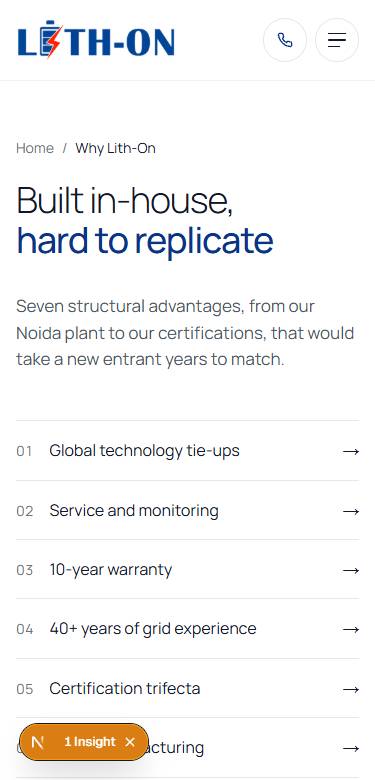 LITH-ON
Home / Why Lith-On
Built in-house,
hard to replicate
Seven structural advantages, from our
Noida plant to our certifications, that would
take a new entrant years to match.
01 Global technology tie-ups →
02 Service and monitoring →
03 10-year warranty →
04 40+ years of grid experience →
05 Certification trifecta →
N 1 Insight ×
acturing →